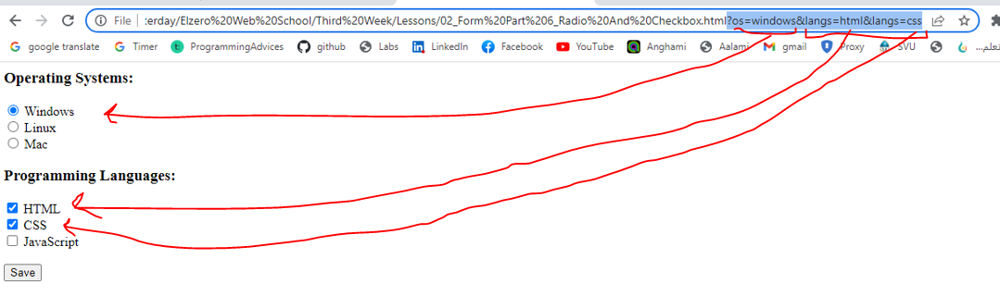 File :erday/Elzero%20Web%20School/Third%20Week/Lessons/02_Form%20Part%206_Radio%20And%20Checkbox.html?os=windows&langs=html&langs=css
google translate Timer ProgrammingAdvices github Labs LinkedIn Facebook YouTube Anghami Aalami gmail Proxy SVU تعلم...
Operating Systems:
Windows
Linux
Mac
Programming Languages:
HTML
CSS
JavaScript
Save